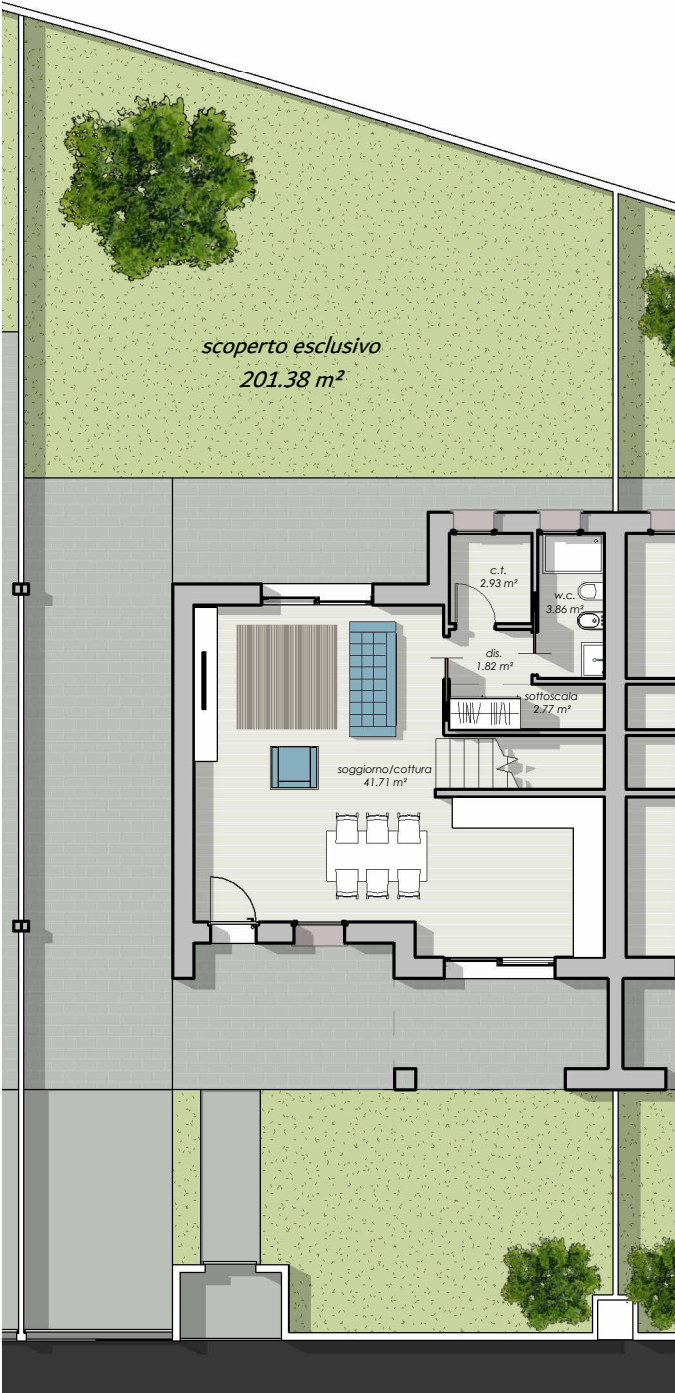 scoperto esclusivo
201.38 m²
c.t.
2.93 m²
w.c.
3.86 m²
dis.
1.82 m²
sottoscala
2.77 m²
soggiorno/cottura
41.71 m²